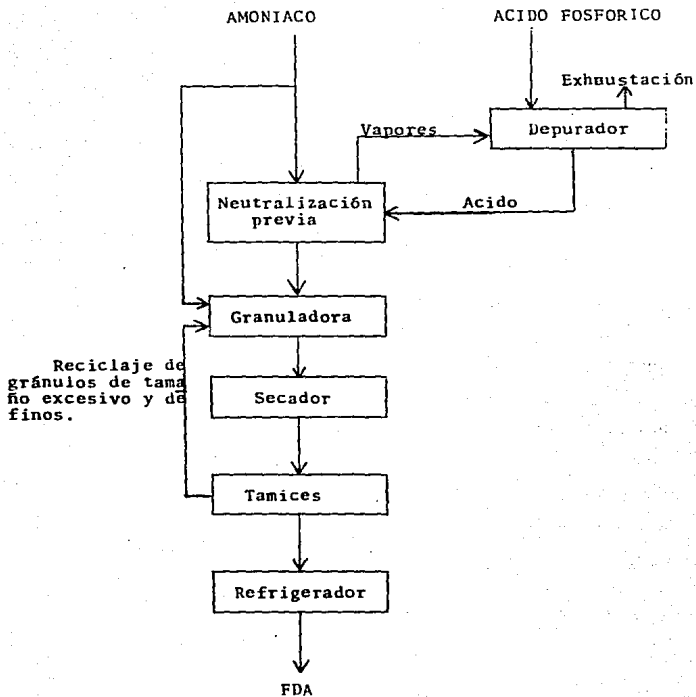 AMONIACO
ACIDO FOSFORICO
Exhaustación
Vapores
Depurador
Neutralización
previa
Acido
Granuladora
Reciclaje de
gránulos de tama
ño excesivo y de
finos.
Secador
Tamices
Refrigerador
FDA